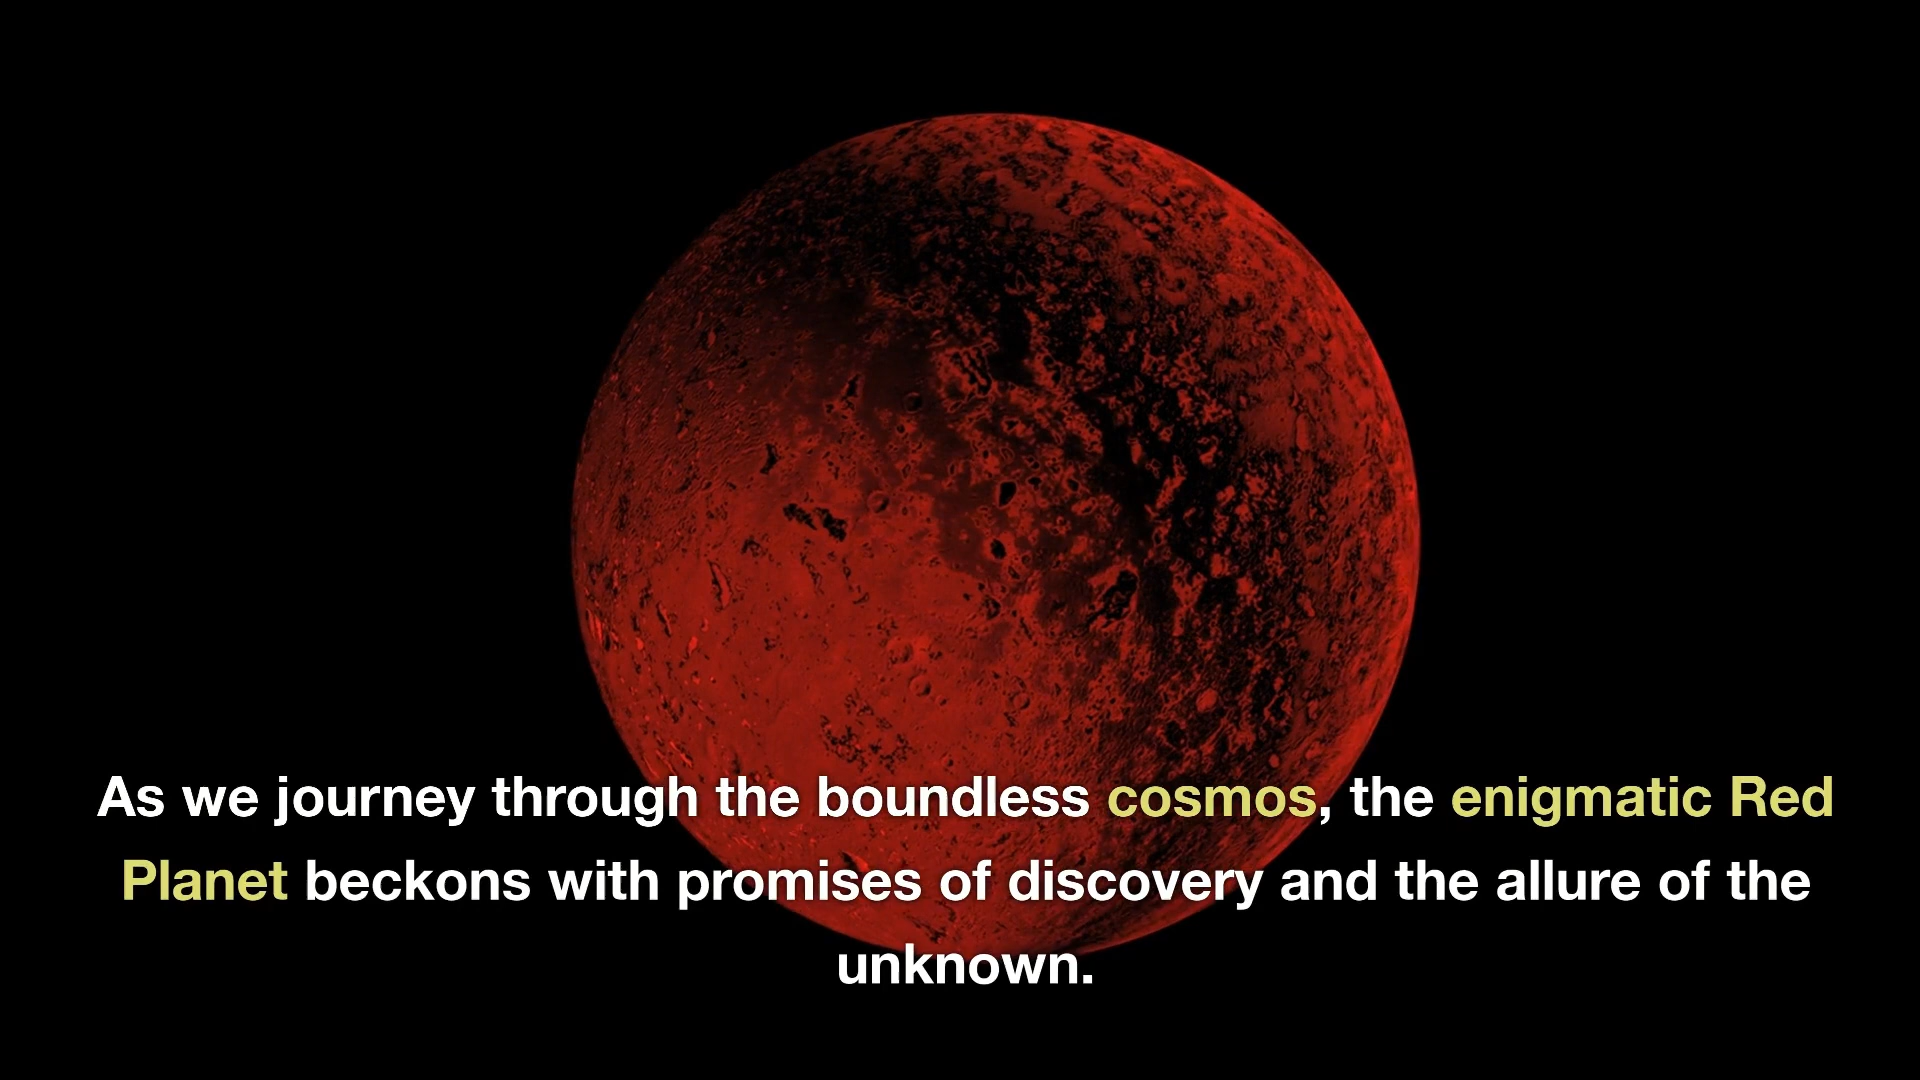 As we journey through the boundless cosmos, the enigmatic Red
Planet beckons with promises of discovery and the allure of the
unknown.